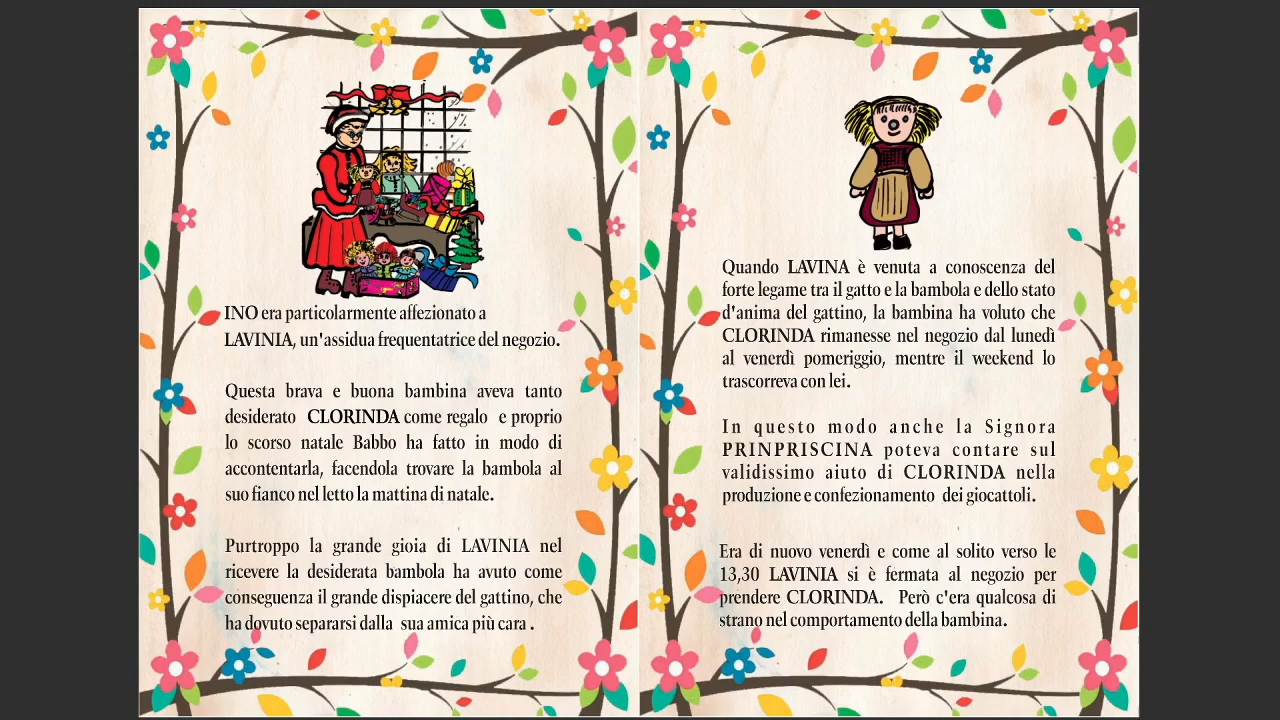 INO era particolarmente affezionato a
LAVINIA, un'assidua frequentatrice del negozio.
Questa brava e buona bambina aveva tanto
desiderato CLORINDA come regalo e proprio
lo scorso natale Babbo ha fatto in modo di
accontentarla, facendola trovare la bambola al
suo fianco nel letto la mattina di natale.
Purtroppo la grande gioia di LAVINIA nel
ricevere la desiderata bambola ha avuto come
conseguenza il grande dispiacere del gattino, che
ha dovuto separarsi dalla sua amica più cara .
Quando LAVINA è venuta a conoscenza del
forte legame tra il gatto e la bambola e dello stato
d'anima del gattino, la bambina ha voluto che
CLORINDA rimanesse nel negozio dal lunedì
al venerdì pomeriggio, mentre il weekend lo
trascorreva con lei.
In questo modo anche la Signora
PRINPRISCINA poteva contare sul
validissimo aiuto di CLORINDA nella
produzione e confezionamento dei giocattoli.
Era di nuovo venerdì e come al solito verso le
13,30 LAVINIA si è fermata al negozio per
prendere CLORINDA. Però c'era qualcosa di
strano nel comportamento della bambina.